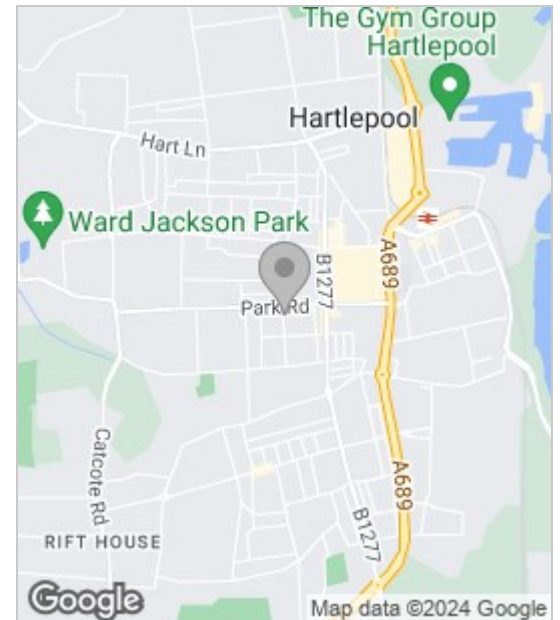 The Gym Group
Hartlepool
Hartlepool
Hart Ln
Ward Jackson Park
B1277
A689
Park Rd
Catcote Rd
A689
B1277
RIFT HOUSE
Google
Map data ©2024 Google